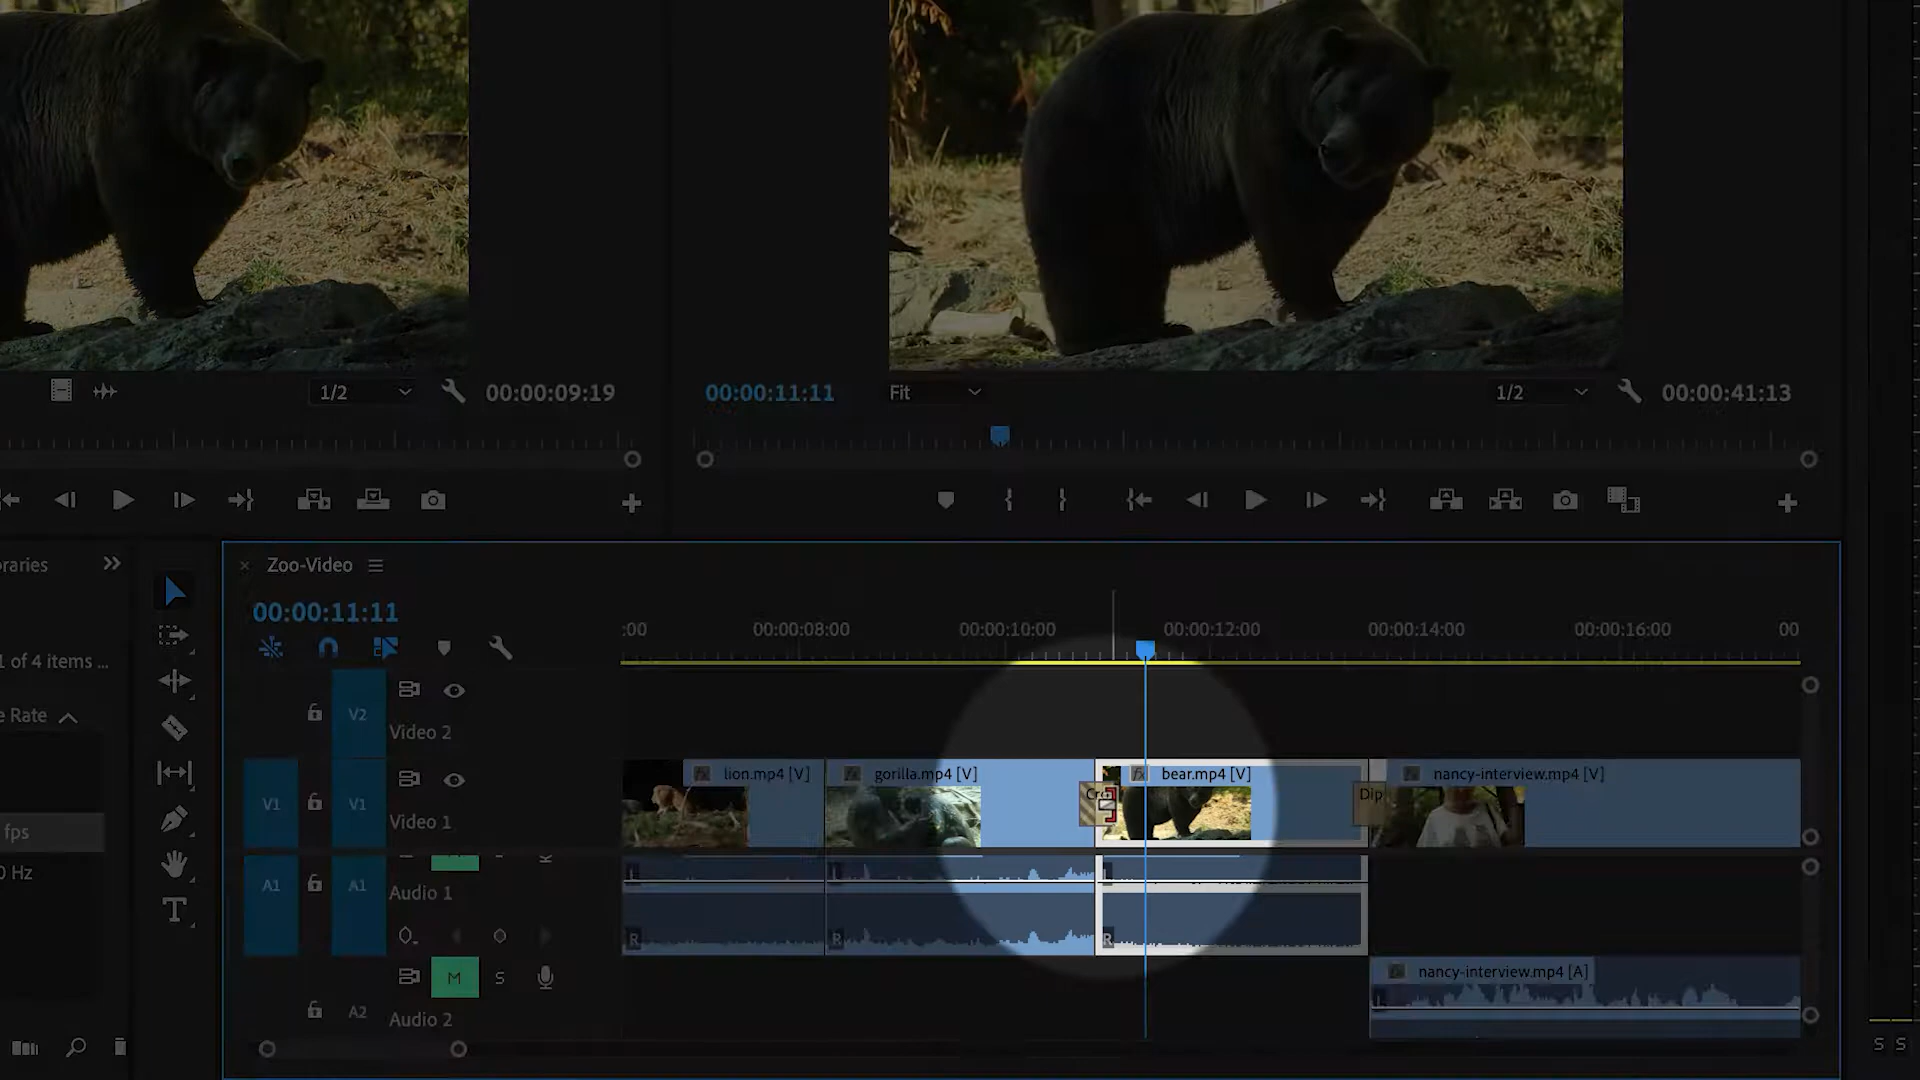 1/2
00:00:09:19
00:00:11:11
Fit
1/2
00:00:41:13
raries
Zoo-Video
00:00:11:11
:00
00:00:08:00
00:00:10:00
00:00:12:00
00:00:14:00
00:00:16:00
00
1 of 4 items ...
e Rate
fps
0 Hz
V2
Video 2
V1
V1
Video 1
lion.mp4 [V]
gorilla.mp4 [V]
bear.mp4 [V]
nancy-interview.mp4 [V]
Dip
A1
A1
Audio 1
L
R
R
R
M
S
nancy-interview.mp4 [A]
A2
Audio 2
S S